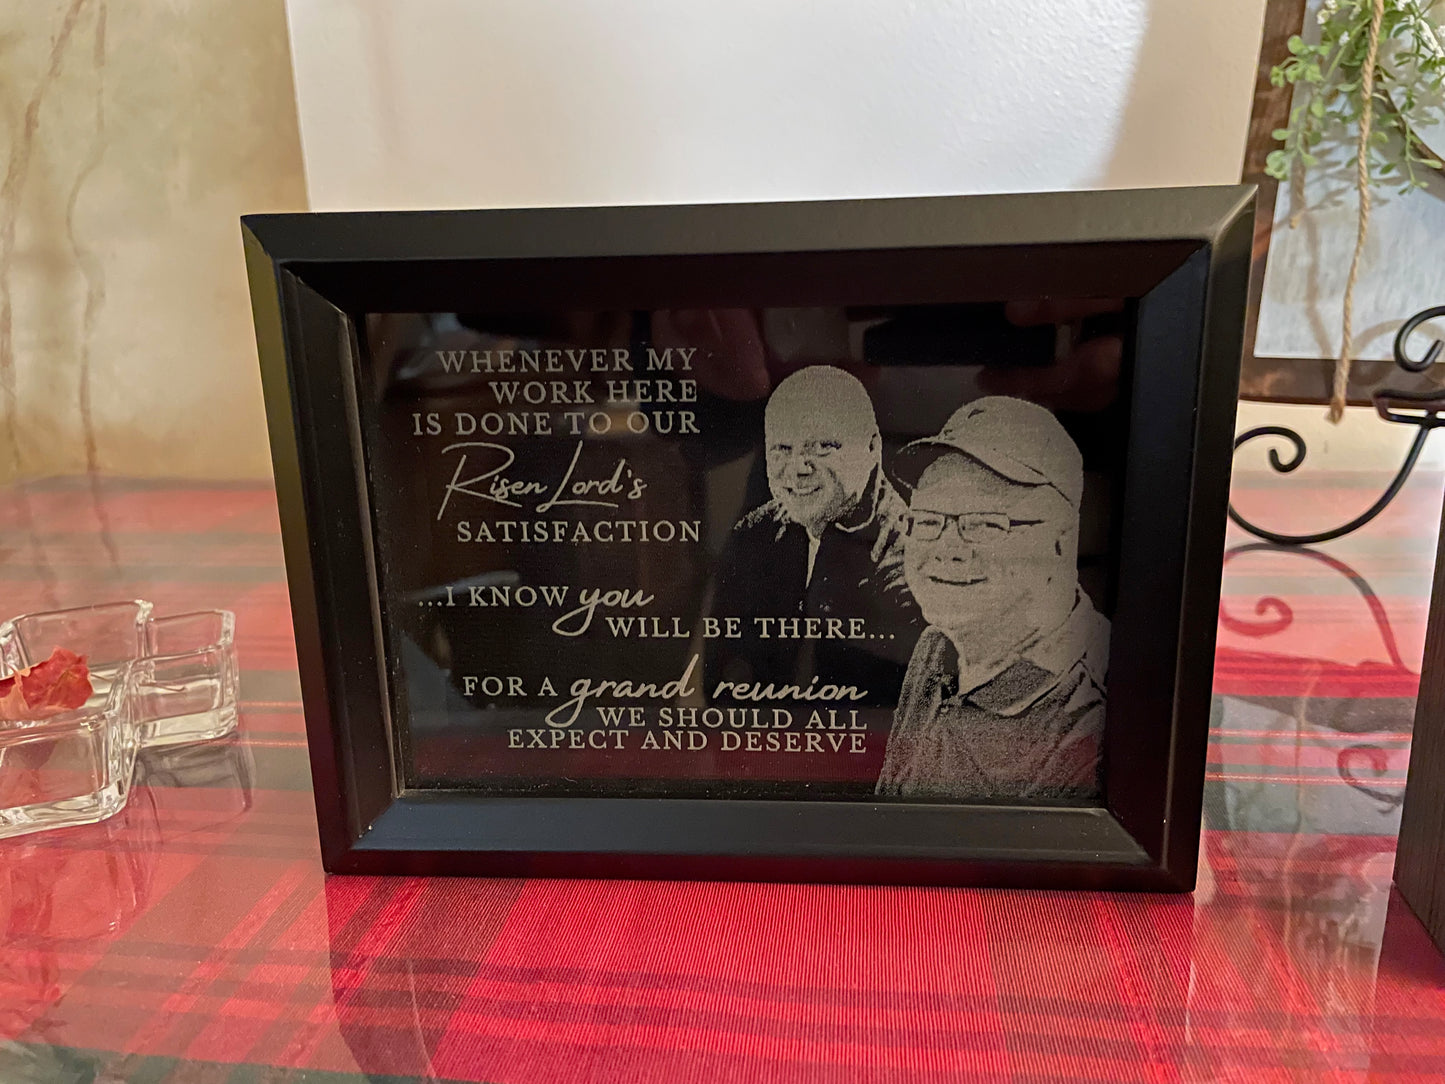 WHENEVER MY
WORK HERE
IS DONE TO OUR
Risen Lord's
SATISFACTION
...I KNOW you
WILL BE THERE...
FOR A grand reunion
WE SHOULD ALL
EXPECT AND DESERVE